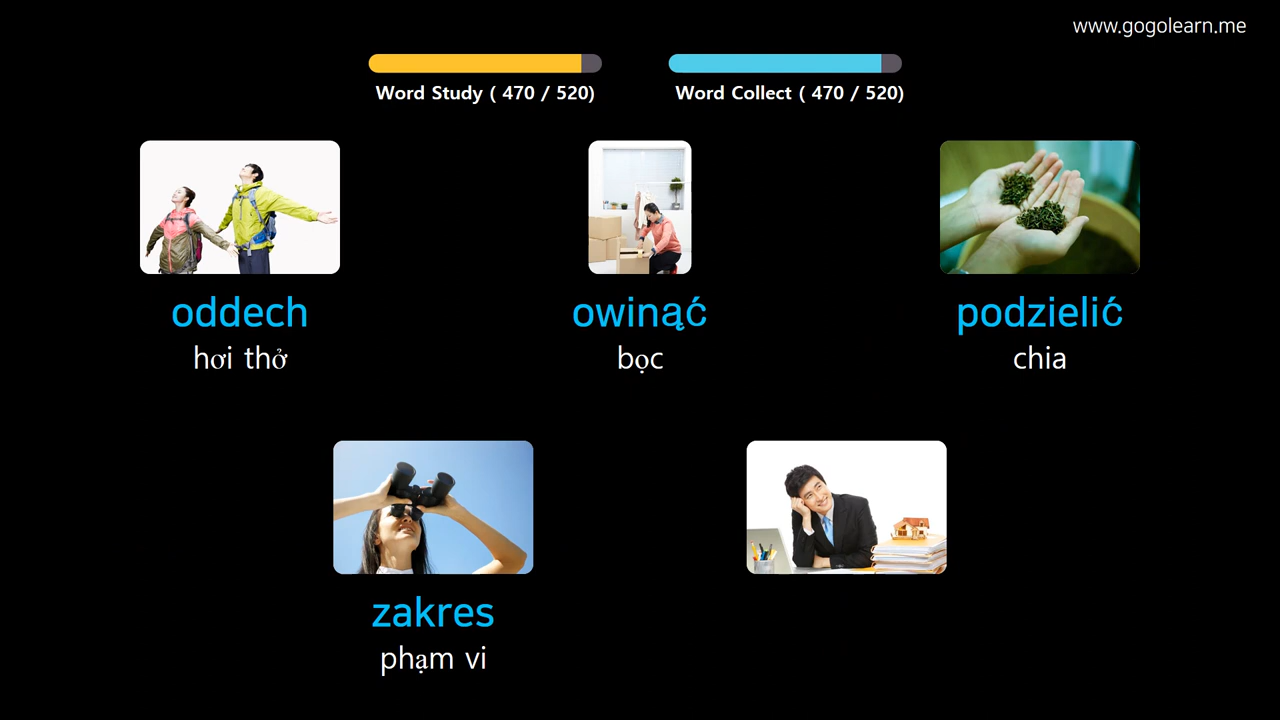 www.gogolearn.me
Word Study ( 470 / 520)
Word Collect ( 470 / 520)
oddech
hơi thở
owinąć
bọc
podzielić
chia
zakres
phạm vi